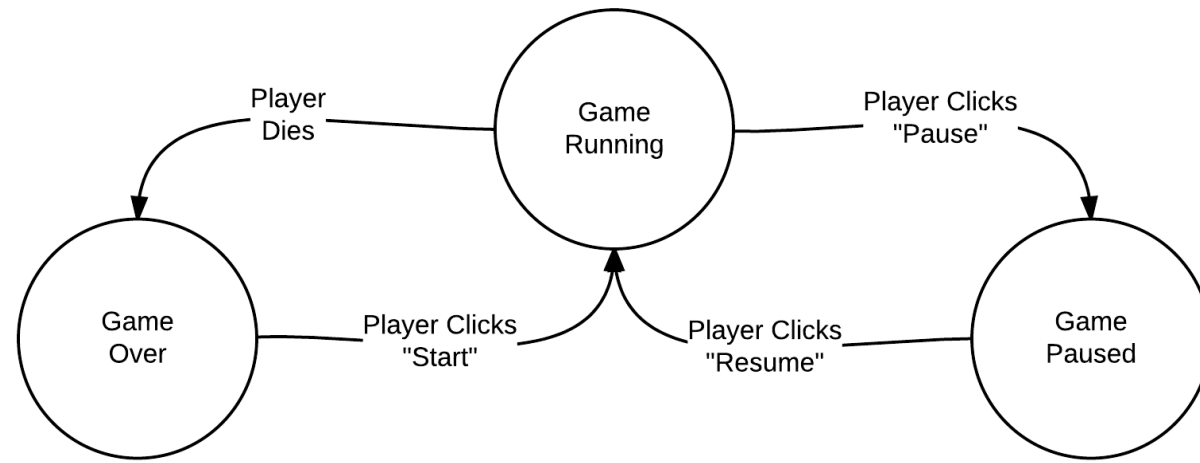 Player
Dies
Game
Running
Player Clicks
"Pause"
Game
Over
Player Clicks
"Start"
Player Clicks
"Resume"
Game
Paused